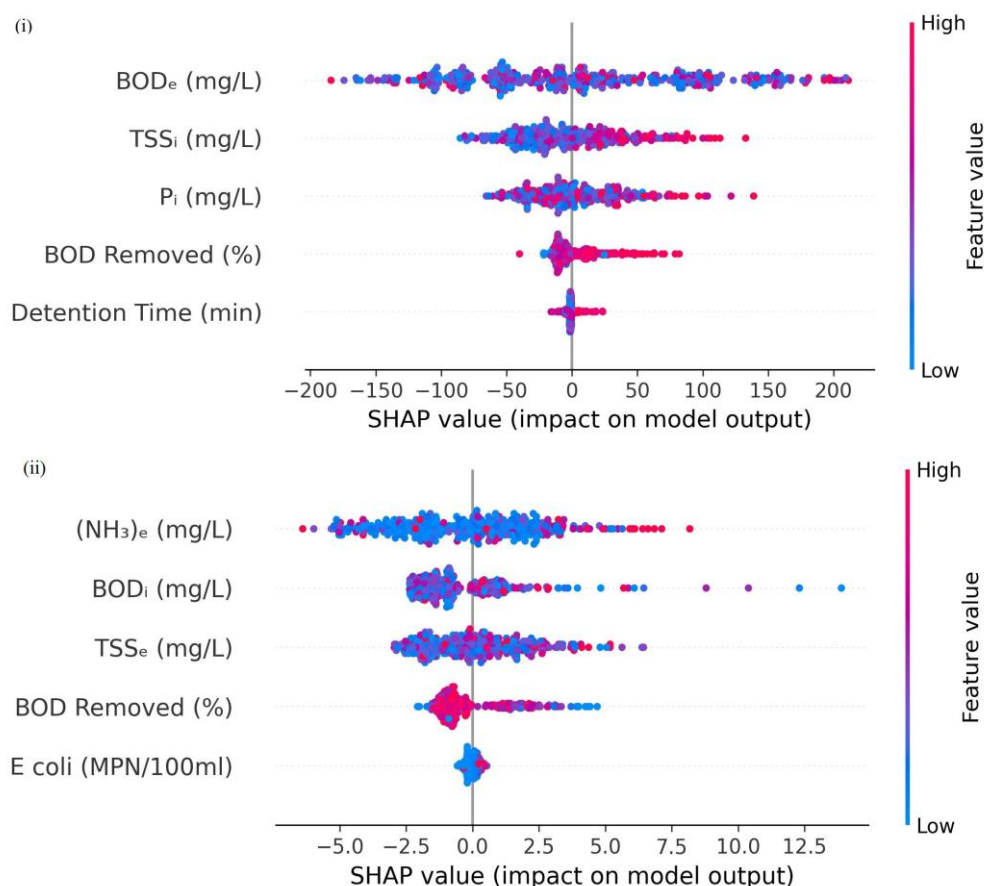 (i)
High
BODₑ (mg/L)
TSSᵢ (mg/L)
Pᵢ (mg/L)
BOD Removed (%)
Detention Time (min)
Feature value
Low
−200 −150 −100 −50 0 50 100 150 200
SHAP value (impact on model output)
(ii)
High
(NH₃)ₑ (mg/L)
BODᵢ (mg/L)
TSSₑ (mg/L)
BOD Removed (%)
E coli (MPN/100ml)
Feature value
Low
−5.0 −2.5 0.0 2.5 5.0 7.5 10.0 12.5
SHAP value (impact on model output)